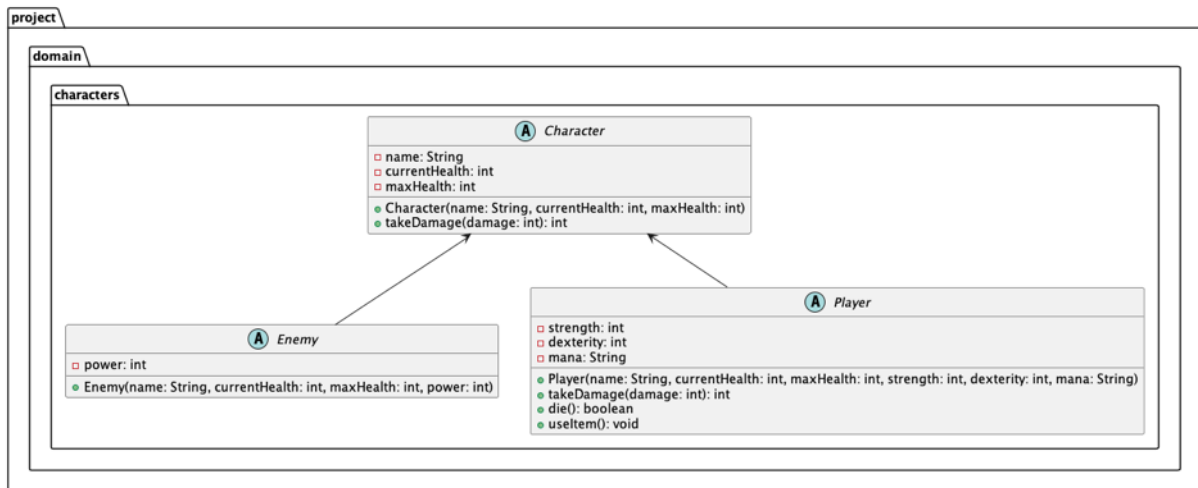 project
domain
characters
A Character
name: String
currentHealth: int
maxHealth: int
Character(name: String, currentHealth: int, maxHealth: int)
takeDamage(damage: int): int
A Enemy
power: int
Enemy(name: String, currentHealth: int, maxHealth: int, power: int)
A Player
strength: int
dexterity: int
mana: String
Player(name: String, currentHealth: int, maxHealth: int, strength: int, dexterity: int, mana: String)
takeDamage(damage: int): int
die(): boolean
useItem(): void